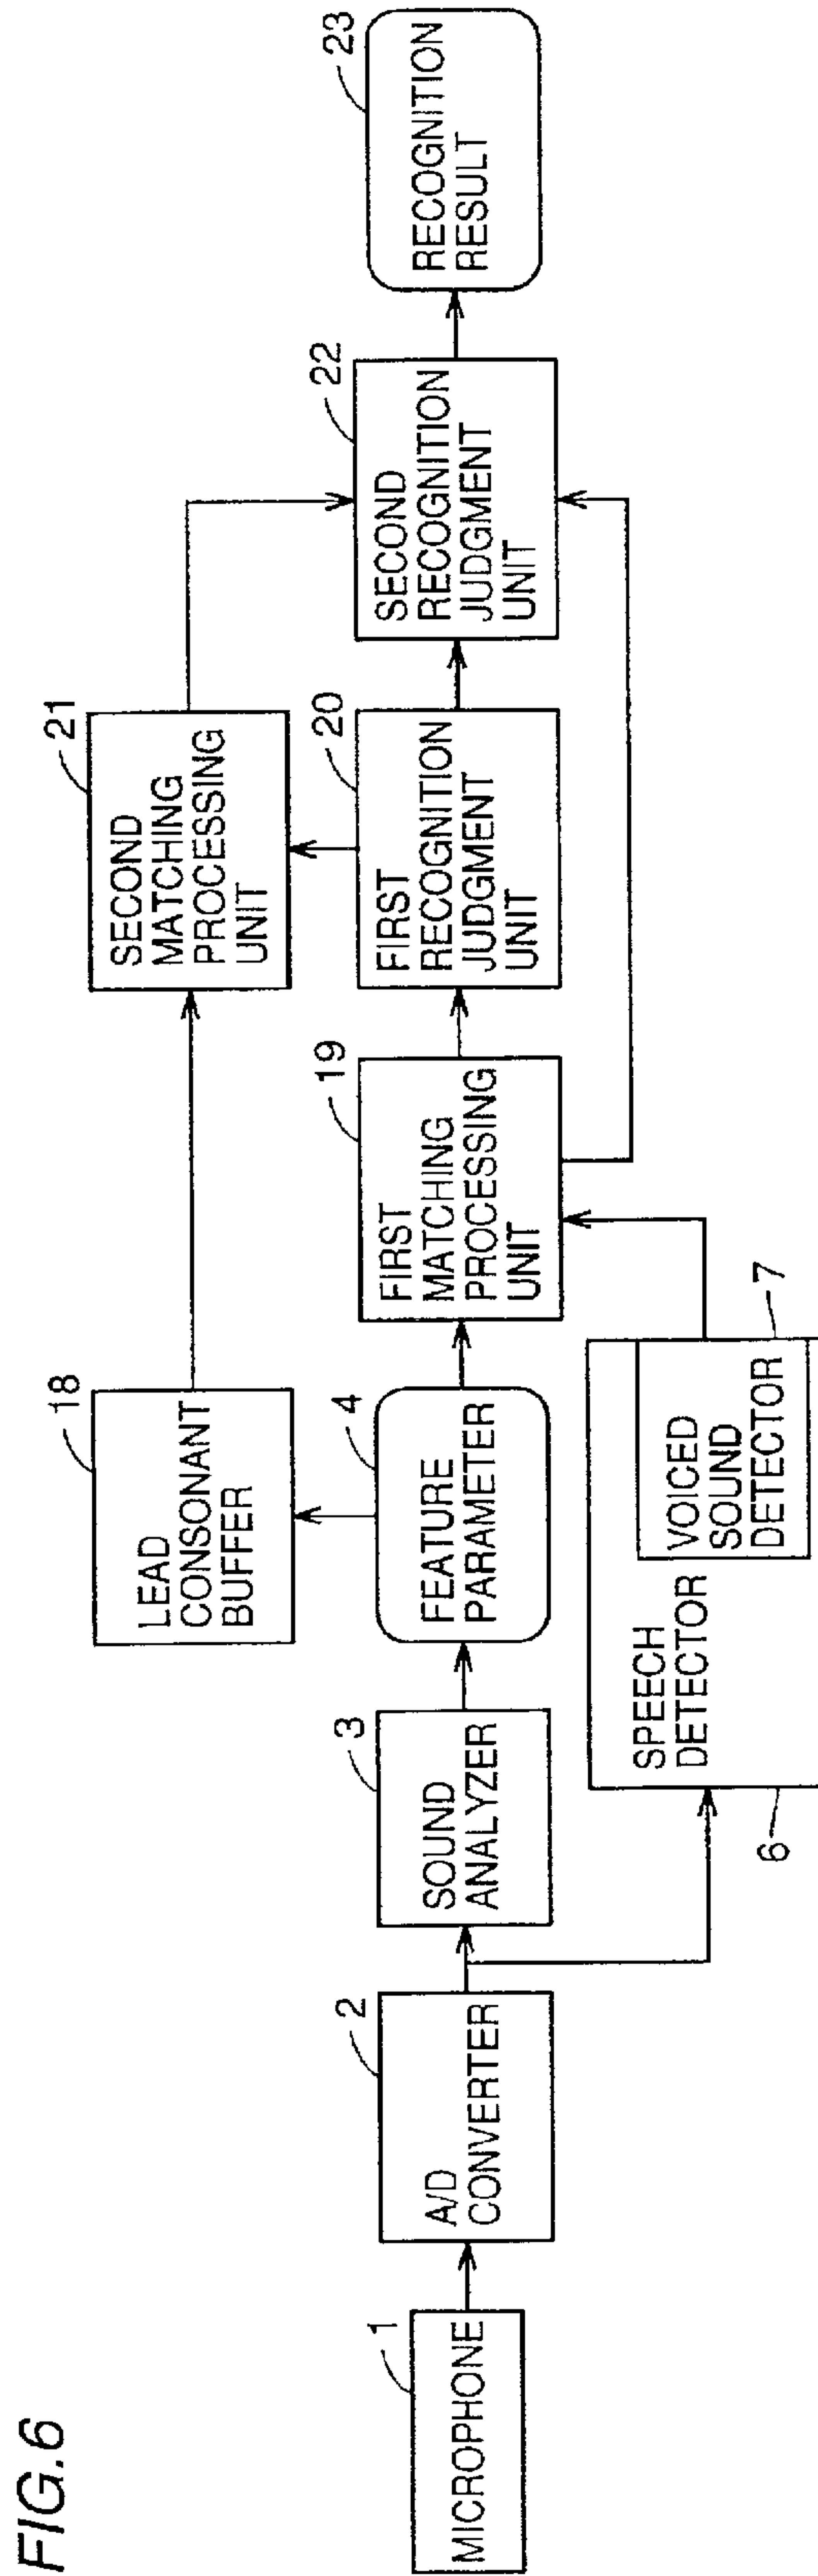 FIG.6
1
MICROPHONE
2
A/D
CONVERTER
3
SOUND
ANALYZER
4
FEATURE
PARAMETER
18
LEAD
CONSONANT
BUFFER
6
SPEECH
DETECTOR
7
VOICED
SOUND
DETECTOR
19
FIRST
MATCHING
PROCESSING
UNIT
20
FIRST
RECOGNITION
JUDGMENT
UNIT
21
SECOND
MATCHING
PROCESSING
UNIT
22
SECOND
RECOGNITION
JUDGMENT
UNIT
23
RECOGNITION
RESULT